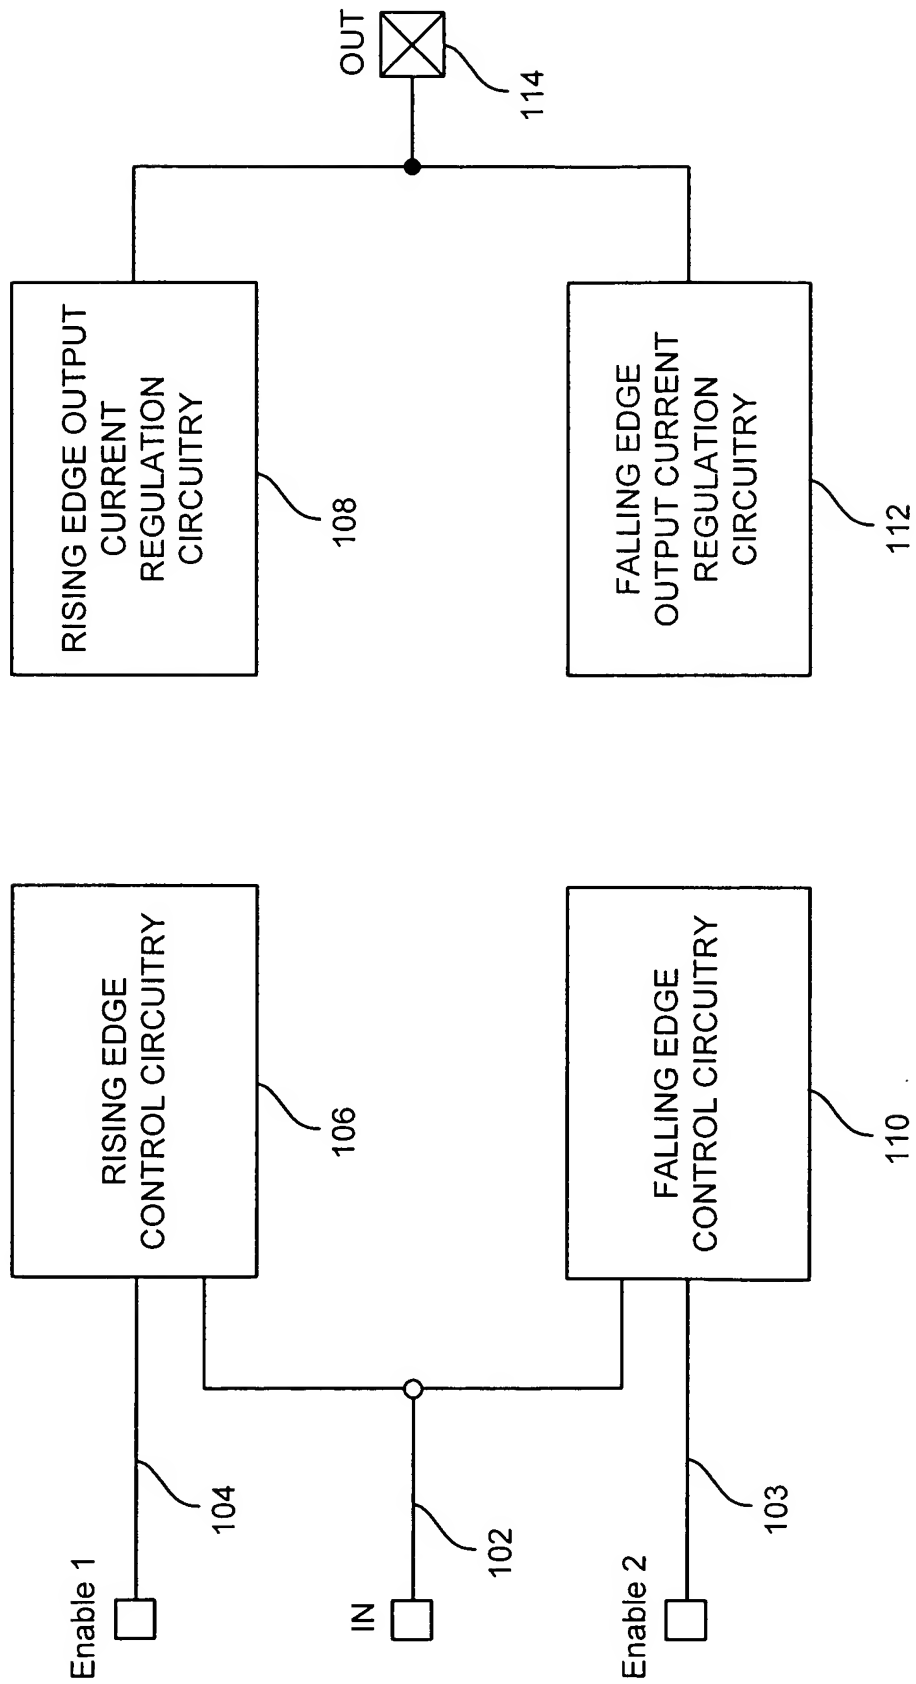 Enable 1
104
RISING EDGE
CONTROL CIRCUITRY
106
RISING EDGE OUTPUT
CURRENT
REGULATION
CIRCUITRY
108
IN
102
OUT
114
Enable 2
103
FALLING EDGE
CONTROL CIRCUITRY
110
FALLING EDGE
OUTPUT CURRENT
REGULATION
CIRCUITRY
112